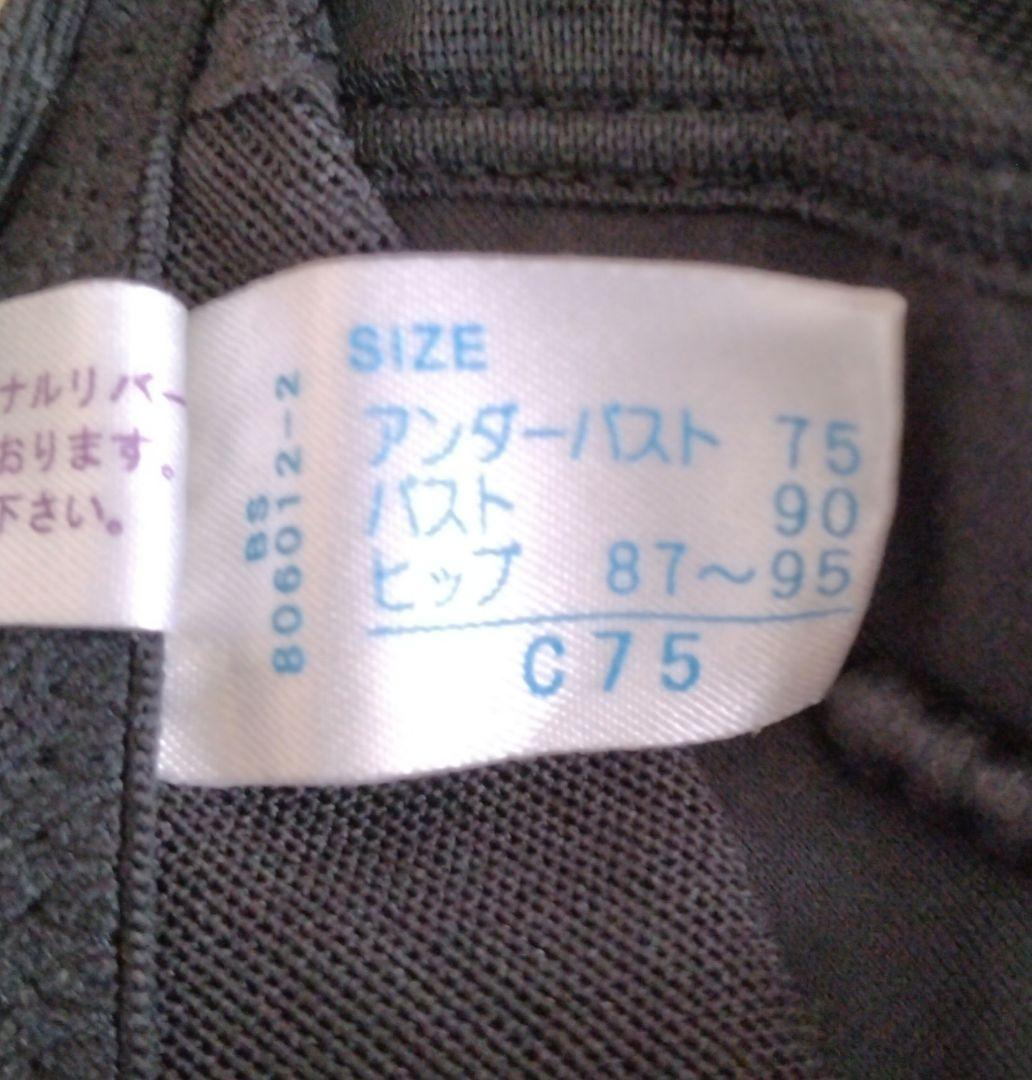 ナルリバー
おります。
下さい。
BS
806012-2
SIZE
アンダーバスト 75
バスト 90
ヒップ 87〜95
C75